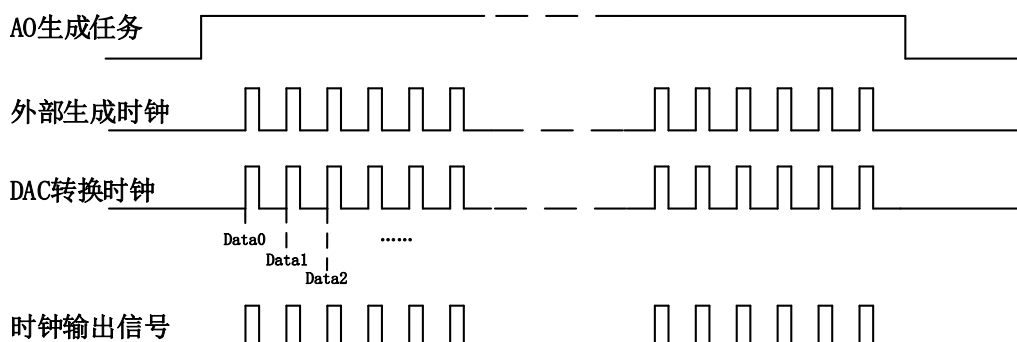 AO生成任务
外部生成时钟
DAC转换时钟
Data0
Data1
Data2
……
时钟输出信号